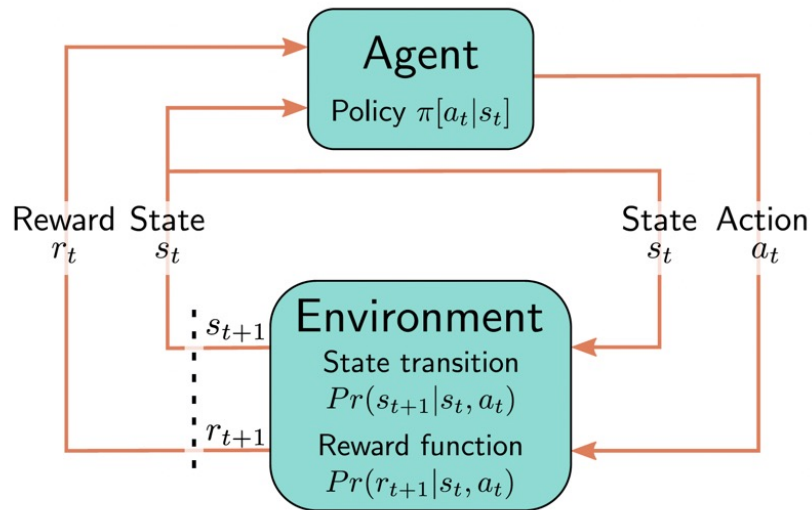 Agent
Policy π[a_t|s_t]
Reward State
r_t s_t
State Action
s_t a_t
s_{t+1}
r_{t+1}
Environment
State transition
Pr(s_{t+1}|s_t, a_t)
Reward function
Pr(r_{t+1}|s_t, a_t)